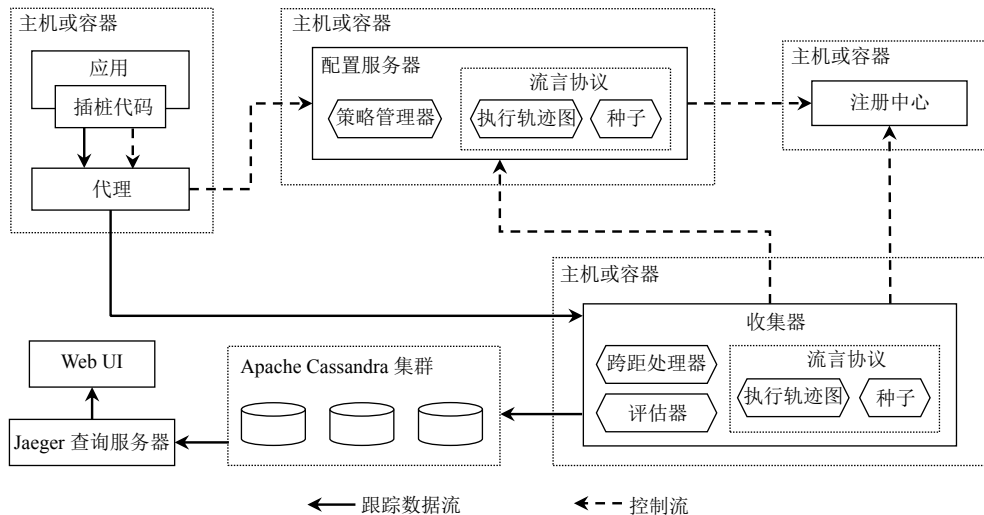 主机或容器
应用
插桩代码
代理
主机或容器
配置服务器
策略管理器
流言协议
执行轨迹图
种子
主机或容器
注册中心
主机或容器
收集器
跨距处理器
评估器
流言协议
执行轨迹图
种子
Apache Cassandra 集群
Web UI
Jaeger 查询服务器
跟踪数据流
控制流